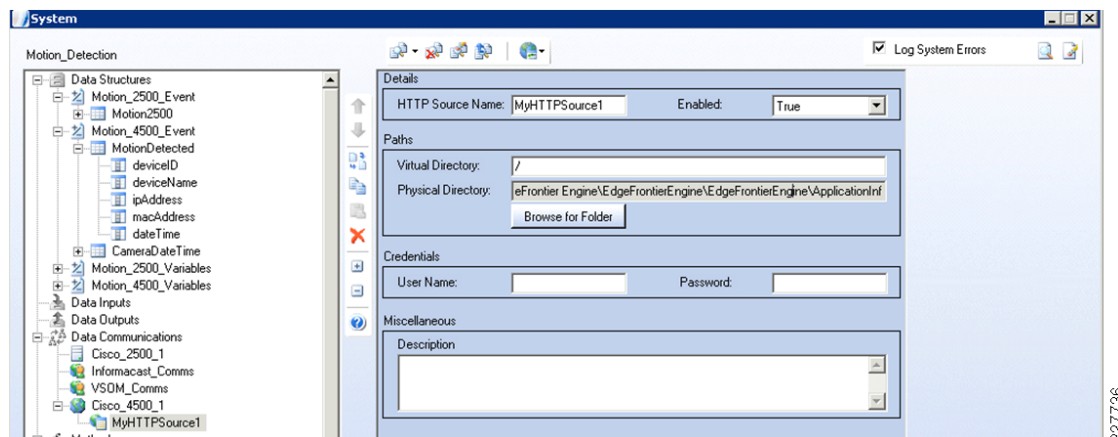 System
Motion_Detection
Log System Errors
Data Structures
Motion_2500_Event
Motion2500
Motion_4500_Event
MotionDetected
deviceID
deviceName
ipAddress
macAddress
dateTime
CameraDateTime
Motion_2500_Variables
Motion_4500_Variables
Data Inputs
Data Outputs
Data Communications
Cisco_2500_1
Informacast_Comms
VSOM_Comms
Cisco_4500_1
MyHTTPSource1
Details
HTTP Source Name: MyHTTPSource1 Enabled: True
Paths
Virtual Directory: /
Physical Directory: eFrontier Engine\EdgeFrontierEngine\EdgeFrontierEngine\ApplicationInf
Browse for Folder
Credentials
User Name: Password:
Miscellaneous
Description
227736